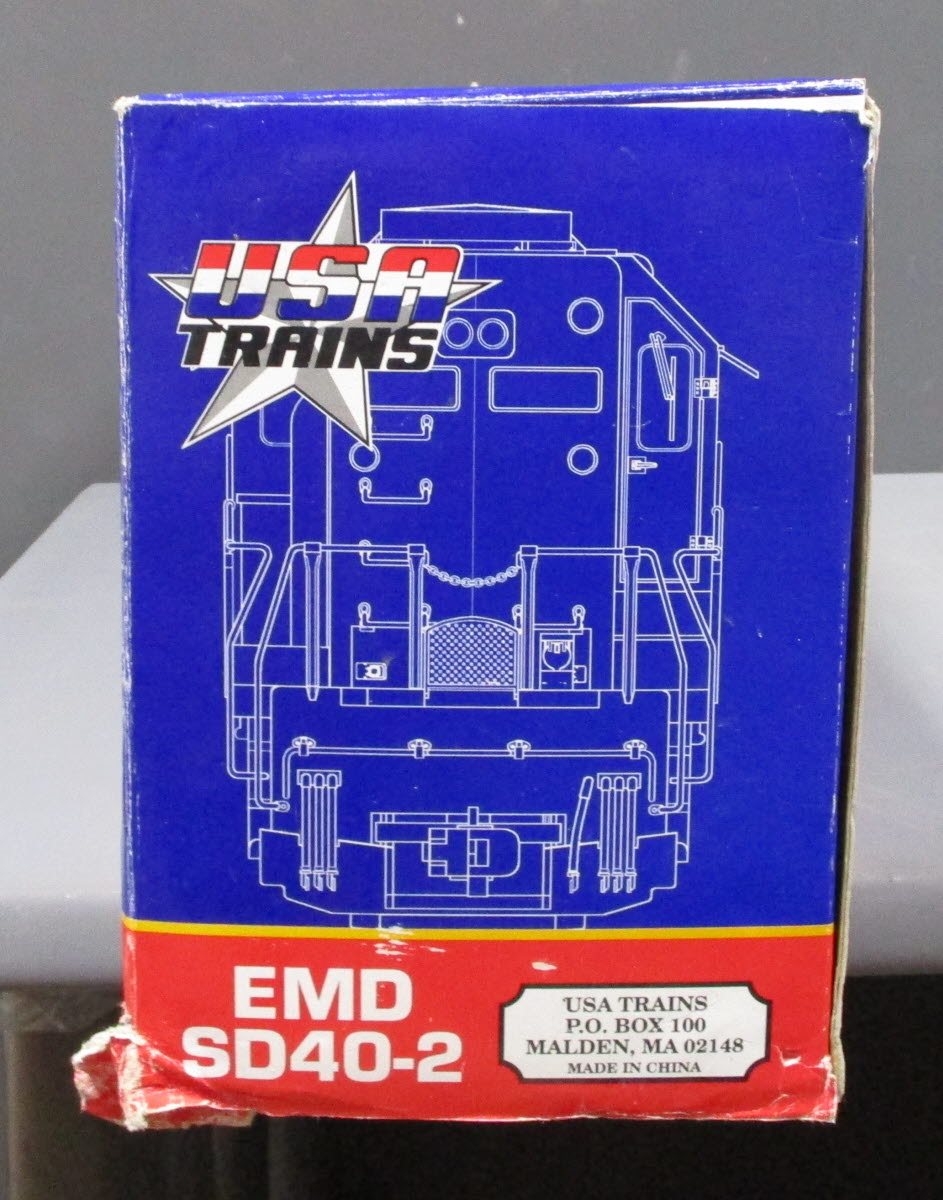 USA
TRAINS
EMD
SD40-2
USA TRAINS
P.O. BOX 100
MALDEN, MA 02148
MADE IN CHINA